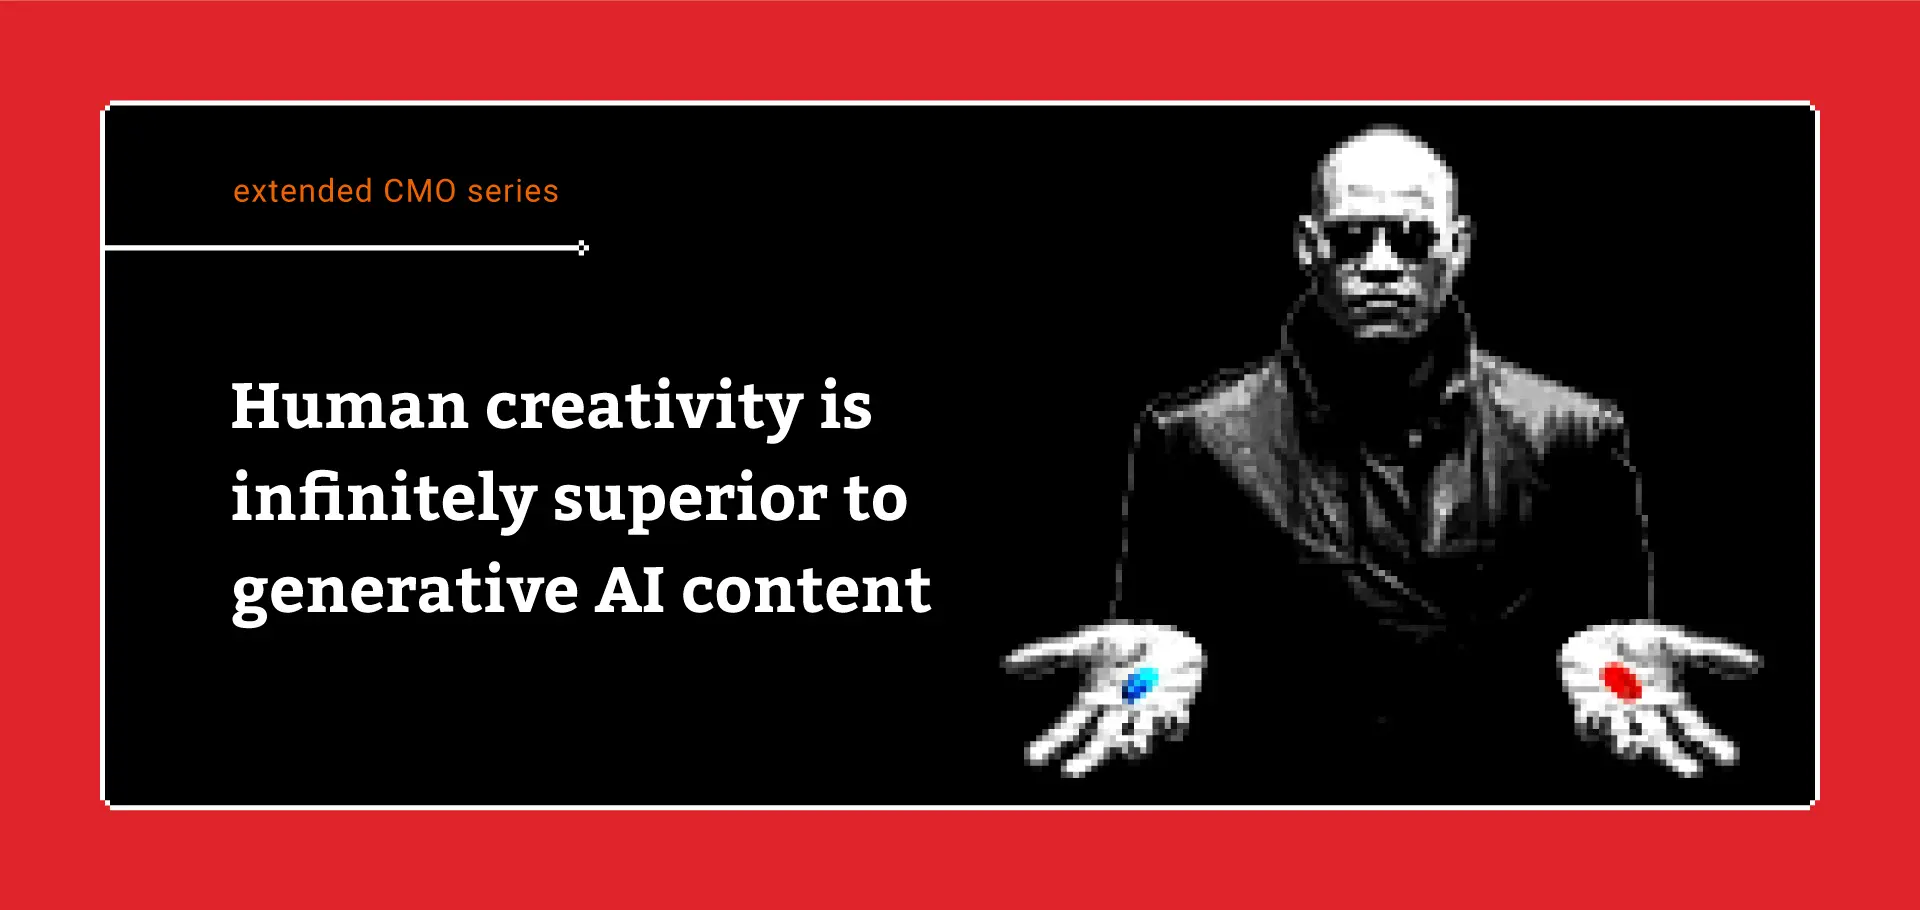 extended CMO series
Human creativity is
infinitely superior to
generative AI content